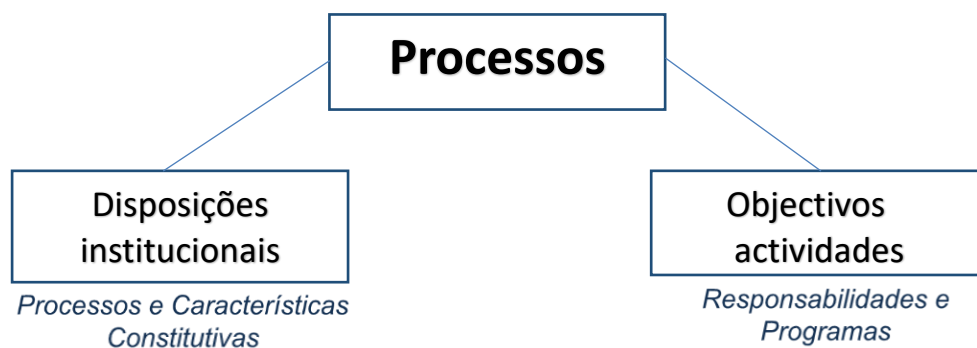 Processos
Disposições
institucionais
Processos e Características
Constitutivas
Objectivos
actividades
Responsabilidades e
Programas